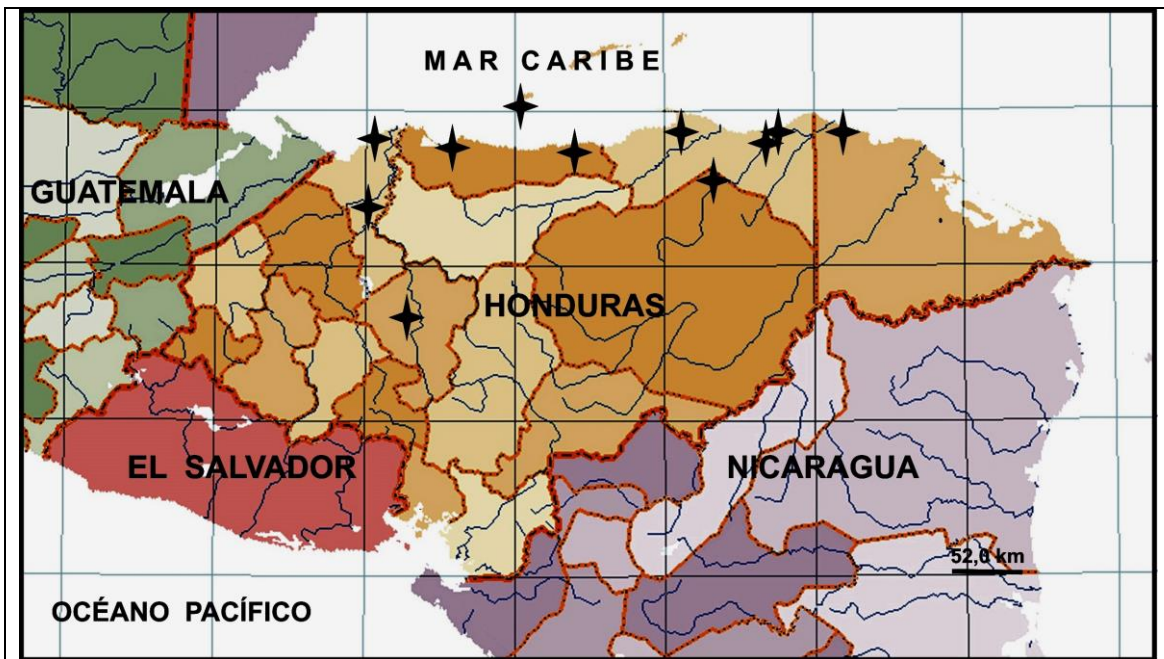 MAR CARIBE
GUATEMALA
HONDURAS
EL SALVADOR
NICARAGUA
52,0 km
OCÉANO PACÍFICO